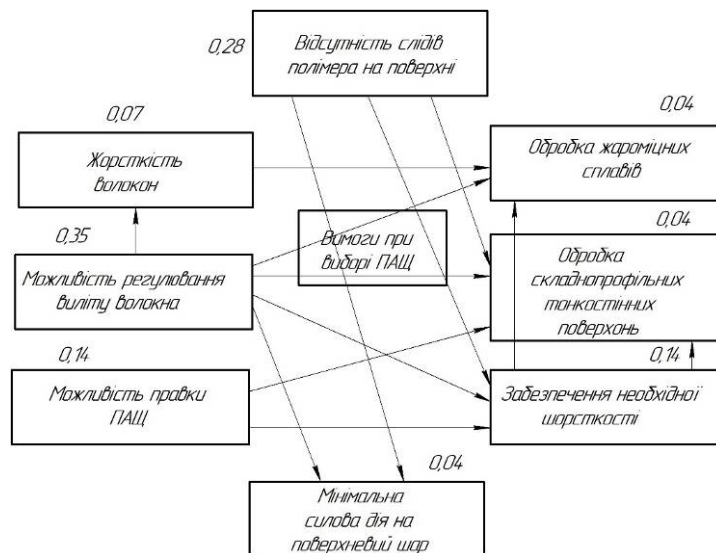 0,28
Відсутність слідів
полімера на поверхні
0,07
Жорсткість
волокон
0,04
Обробка жароміцних
сплавів
0,35
Можливість регулювання
виліту волокна
Вимоги при
виборі ПАЩ
0,04
Обробка
складнопрофільних
тонкостінних
поверхонь
0,14
Можливість правки
ПАЩ
0,14
Забезпечення необхідної
шорсткості
0,04
Мінімальна
силова дія на
поверхневий шар